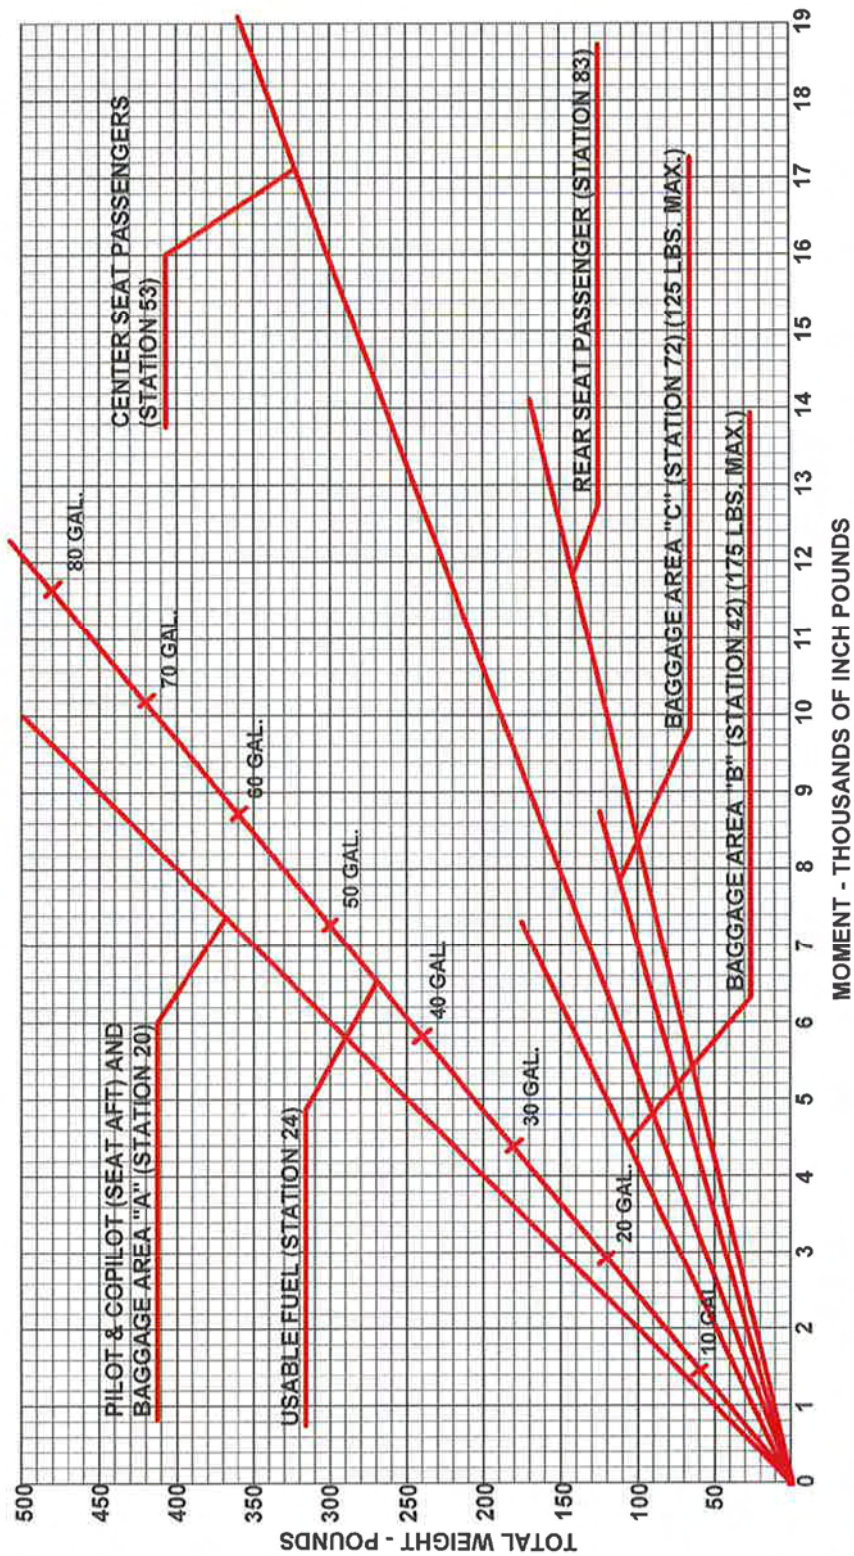 TOTAL WEIGHT - POUNDS
500
450
400
350
300
250
200
150
100
50
PILOT & COPILOT (SEAT AFT) AND
BAGGAGE AREA "A" (STATION 20)
USABLE FUEL (STATION 24)
CENTER SEAT PASSENGERS
(STATION 53)
REAR SEAT PASSENGER (STATION 83)
BAGGAGE AREA "C" (STATION 72) (125 LBS. MAX.)
BAGGAGE AREA "B" (STATION 42) (175 LBS. MAX.)
10 GAL.
20 GAL.
30 GAL.
40 GAL.
50 GAL.
60 GAL.
70 GAL.
80 GAL.
0
1
2
3
4
5
6
7
8
9
10
11
12
13
14
15
16
17
18
19
MOMENT - THOUSANDS OF INCH POUNDS